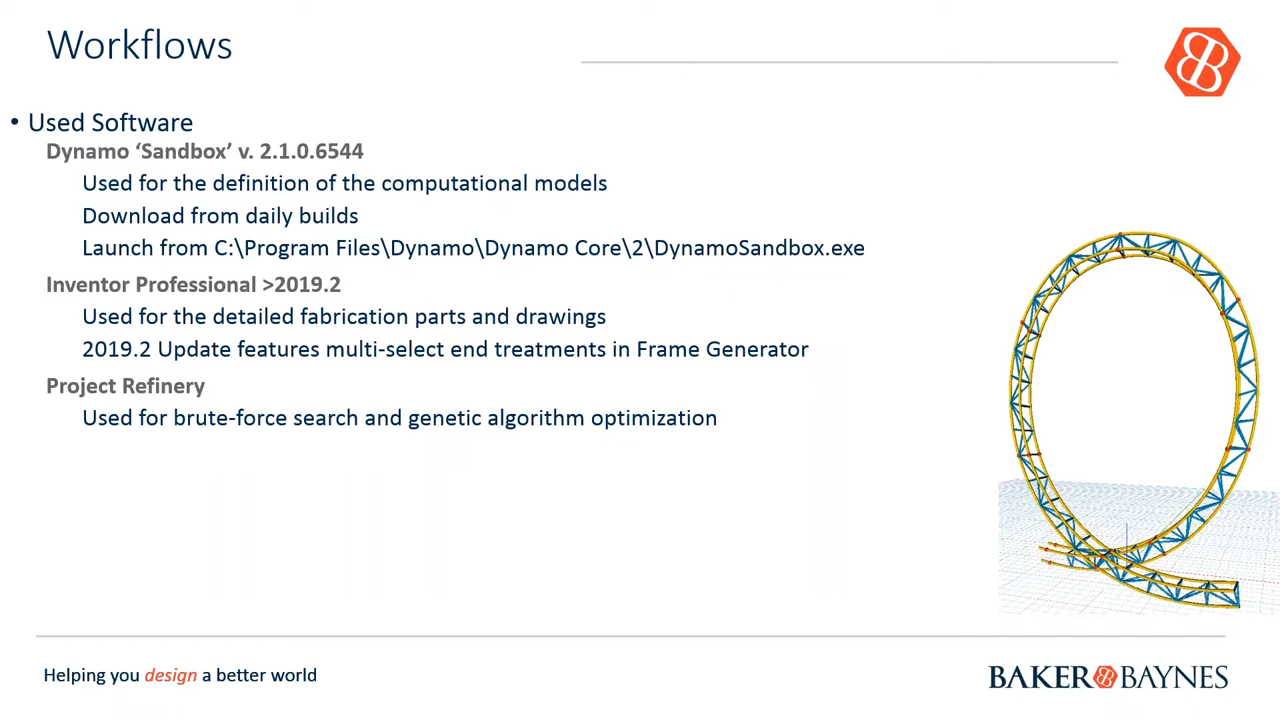 Workflows
• Used Software
Dynamo ‘Sandbox’ v. 2.1.0.6544
Used for the definition of the computational models
Download from daily builds
Launch from C:\Program Files\Dynamo\Dynamo Core\2\DynamoSandbox.exe
Inventor Professional >2019.2
Used for the detailed fabrication parts and drawings
2019.2 Update features multi-select end treatments in Frame Generator
Project Refinery
Used for brute-force search and genetic algorithm optimization
Helping you design a better world
BAKER BAYNES